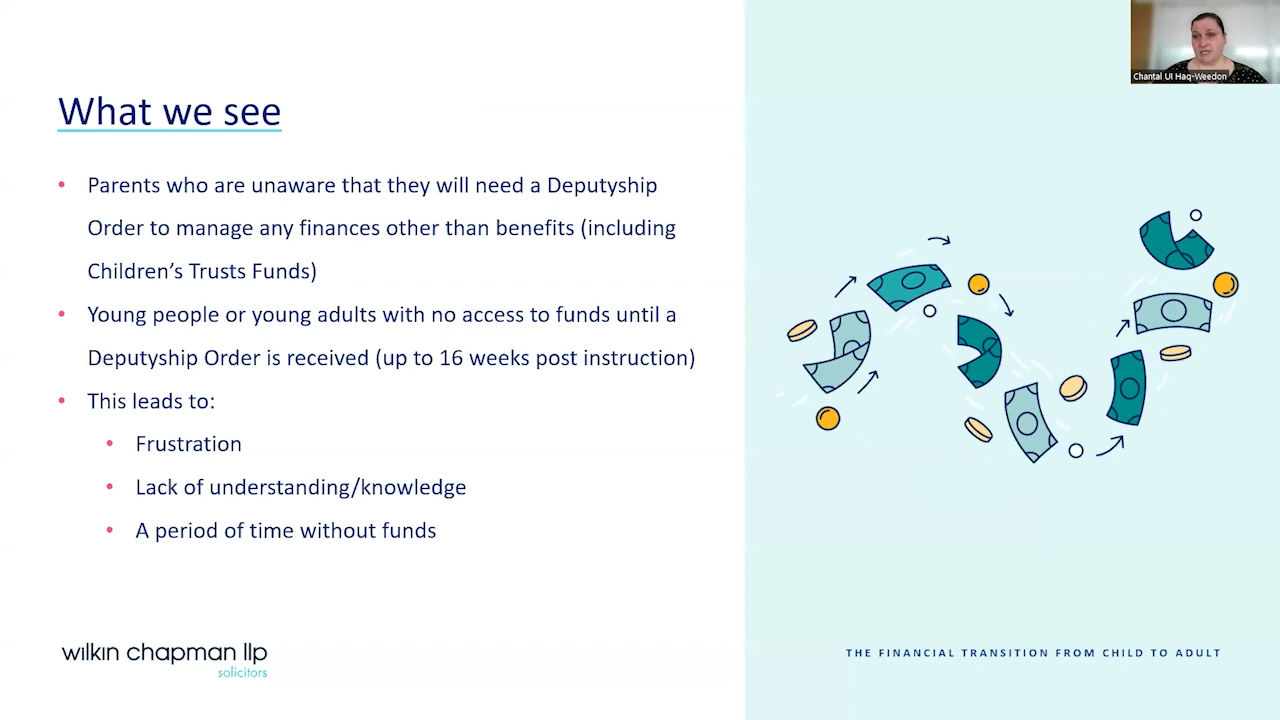 Chantal Ul Haq-Weedon
What we see
• Parents who are unaware that they will need a Deputyship
Order to manage any finances other than benefits (including
Children’s Trusts Funds)
• Young people or young adults with no access to funds until a
Deputyship Order is received (up to 16 weeks post instruction)
• This leads to:
• Frustration
• Lack of understanding/knowledge
• A period of time without funds
wilkin chapman llp
solicitors
THE FINANCIAL TRANSITION FROM CHILD TO ADULT